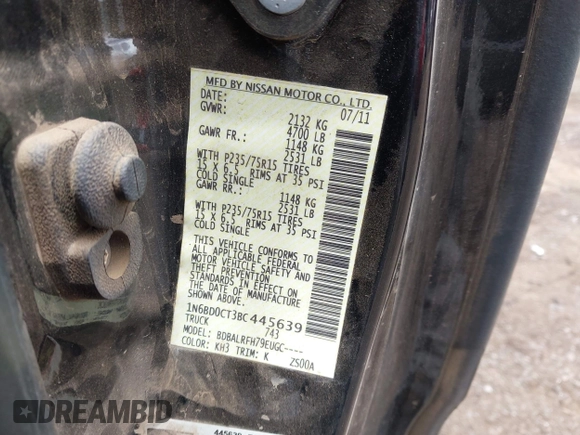 MFD BY NISSAN MOTOR CO., LTD.
DATE: 07/11
GVWR: 2132 KG
4700 LB
GAWR FR.: 1148 KG
2531 LB
WITH P235/75R15 TIRES
15 X 6.5 RIMS AT 35 PSI
COLD SINGLE
GAWR RR.: 1148 KG
2531 LB
WITH P235/75R15 TIRES
15 X 6.5 RIMS AT 35 PSI
COLD SINGLE
THIS VEHICLE CONFORMS TO
ALL APPLICABLE FEDERAL
MOTOR VEHICLE SAFETY AND
THEFT PREVENTION
STANDARDS IN EFFECT ON
THE DATE OF MANUFACTURE
SHOWN ABOVE.
1N6BD0CT3BC445639
TRUCK 743
MODEL: BDBALRFH79EUGC----
COLOR: KH3 TRIM: K ZS00A
DREAMBID